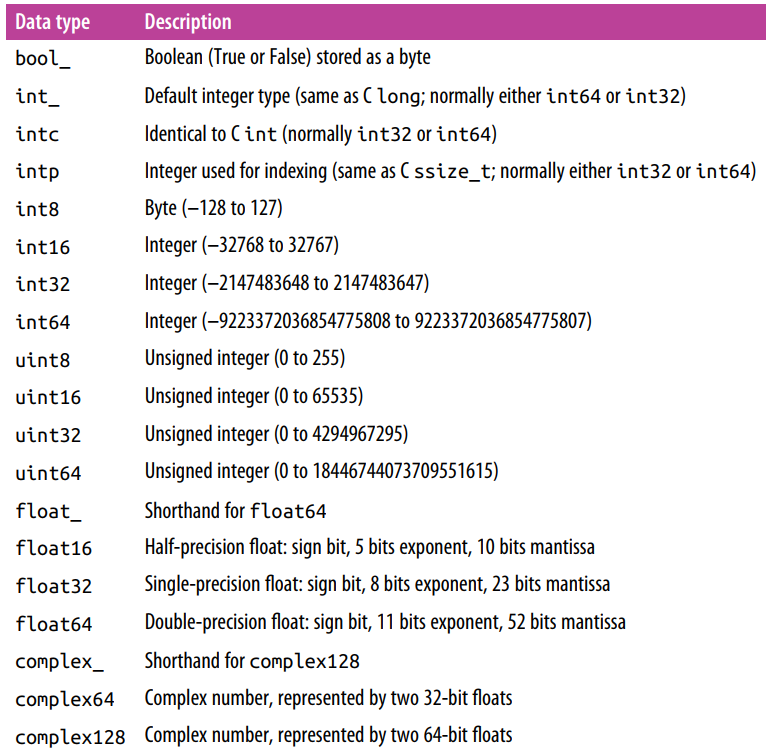 Data type Description
bool_ Boolean (True or False) stored as a byte
int_ Default integer type (same as C long; normally either int64 or int32)
intc Identical to C int (normally int32 or int64)
intp Integer used for indexing (same as C ssize_t; normally either int32 or int64)
int8 Byte (–128 to 127)
int16 Integer (–32768 to 32767)
int32 Integer (–2147483648 to 2147483647)
int64 Integer (–9223372036854775808 to 9223372036854775807)
uint8 Unsigned integer (0 to 255)
uint16 Unsigned integer (0 to 65535)
uint32 Unsigned integer (0 to 4294967295)
uint64 Unsigned integer (0 to 18446744073709551615)
float_ Shorthand for float64
float16 Half-precision float: sign bit, 5 bits exponent, 10 bits mantissa
float32 Single-precision float: sign bit, 8 bits exponent, 23 bits mantissa
float64 Double-precision float: sign bit, 11 bits exponent, 52 bits mantissa
complex_ Shorthand for complex128
complex64 Complex number, represented by two 32-bit floats
complex128 Complex number, represented by two 64-bit floats